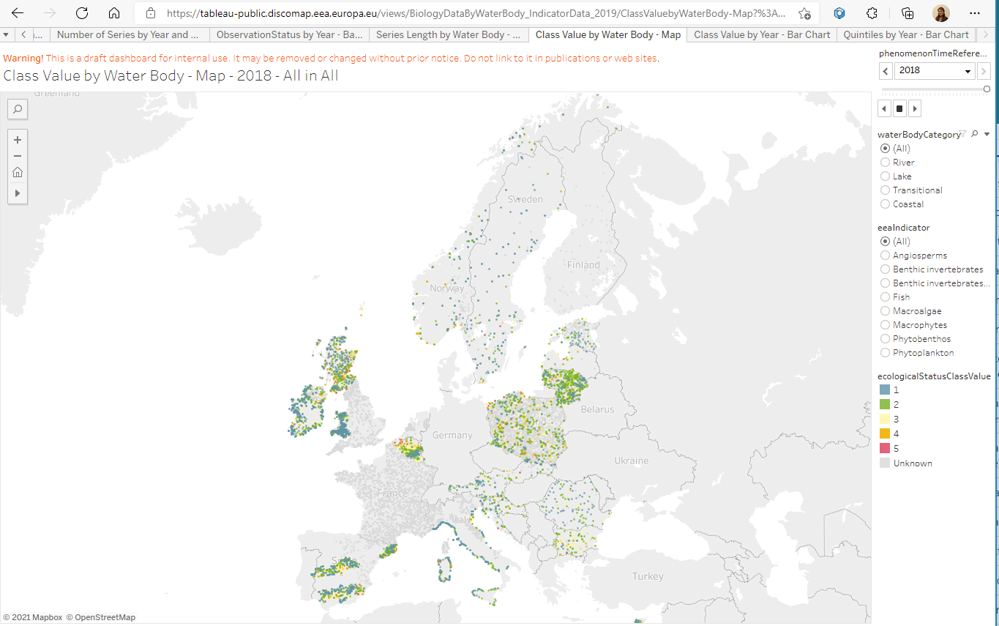 https://tableau-public.discomap.eea.europa.eu/views/BiologyDataByWaterBody_IndicatorData_2019/ClassValuebyWaterBody-Map?%3A...
... Number of Series by Year and ... ObservationStatus by Year - Ba... Series Length by Water Body - ... Class Value by Water Body - Map Class Value by Year - Bar Chart Quintiles by Year - Bar Chart
Warning! This is a draft dashboard for internal use. It may be removed or changed without prior notice. Do not link to it in publications or web sites.
Class Value by Water Body - Map - 2018 - All in All
phenomenonTimeRefere...
2018
waterBodyCategory
(All)
River
Lake
Transitional
Coastal
eeaIndicator
(All)
Angiosperms
Benthic invertebrates
Benthic invertebrates...
Fish
Macroalgae
Macrophytes
Phytobenthos
Phytoplankton
ecologicalStatusClassValue
1
2
3
4
5
Unknown
Greenland
Sweden
Finland
Norway
Belarus
Germany
Ukraine
France
Italy
Spain
Turkey
© 2021 Mapbox © OpenStreetMap